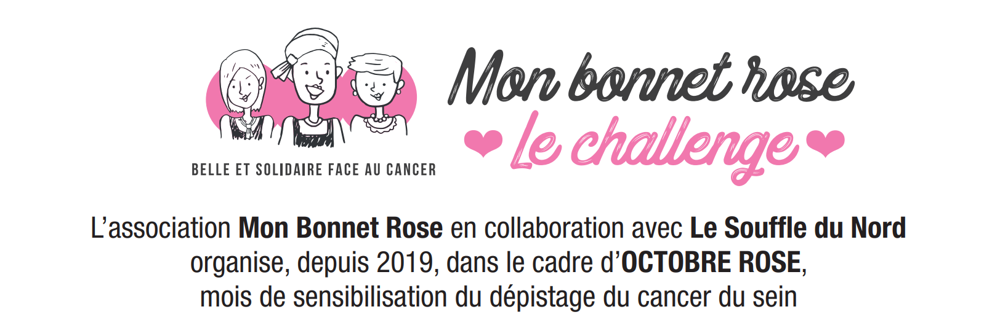 Mon bonnet rose
Le challenge
BELLE ET SOLIDAIRE FACE AU CANCER
L’association Mon Bonnet Rose en collaboration avec Le Souffle du Nord
organise, depuis 2019, dans le cadre d’OCTOBRE ROSE,
mois de sensibilisation du dépistage du cancer du sein